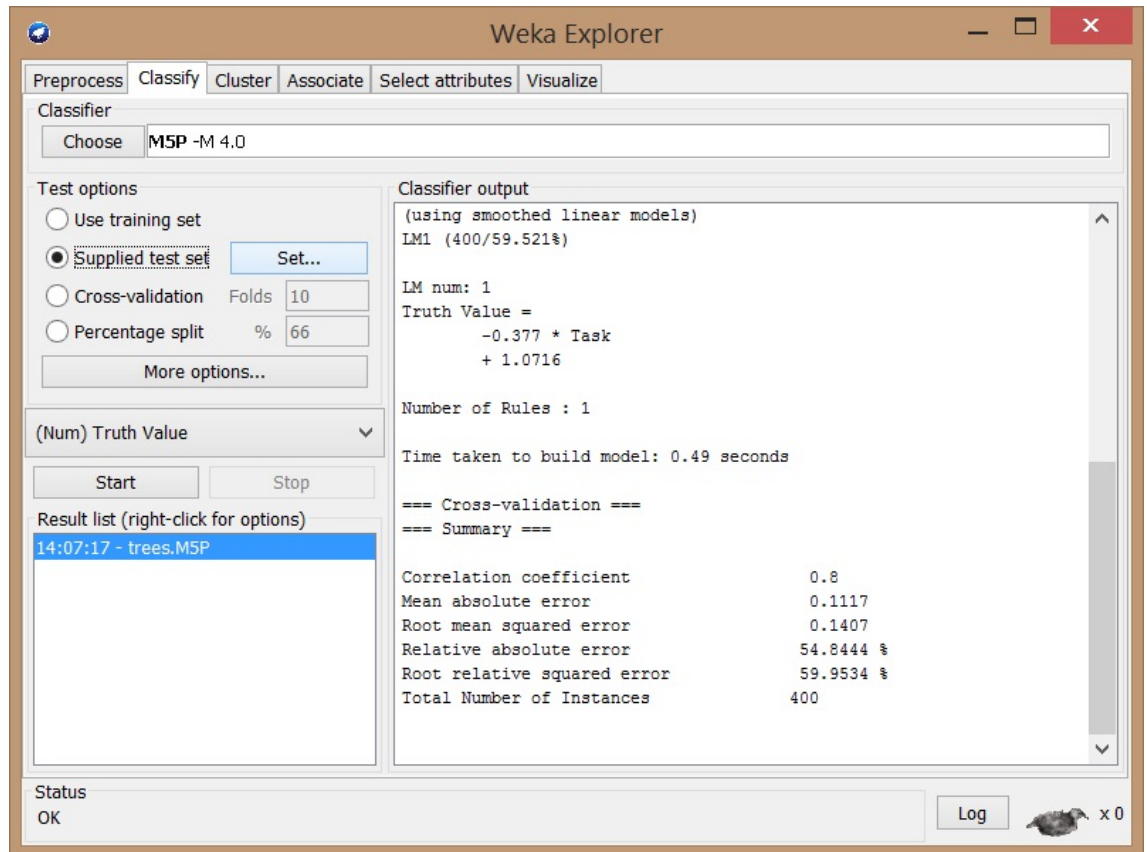 Weka Explorer
Preprocess Classify Cluster Associate Select attributes Visualize
Classifier
Choose M5P -M 4.0
Test options
Use training set
Supplied test set Set...
Cross-validation Folds 10
Percentage split % 66
More options...
(Num) Truth Value
Start Stop
Result list (right-click for options)
14:07:17 - trees.M5P
Classifier output
(using smoothed linear models)
LM1 (400/59.521%)
LM num: 1
Truth Value =
-0.377 * Task
+ 1.0716
Number of Rules : 1
Time taken to build model: 0.49 seconds
=== Cross-validation ===
=== Summary ===
Correlation coefficient 0.8
Mean absolute error 0.1117
Root mean squared error 0.1407
Relative absolute error 54.8444 %
Root relative squared error 59.9534 %
Total Number of Instances 400
Status
OK
Log x 0